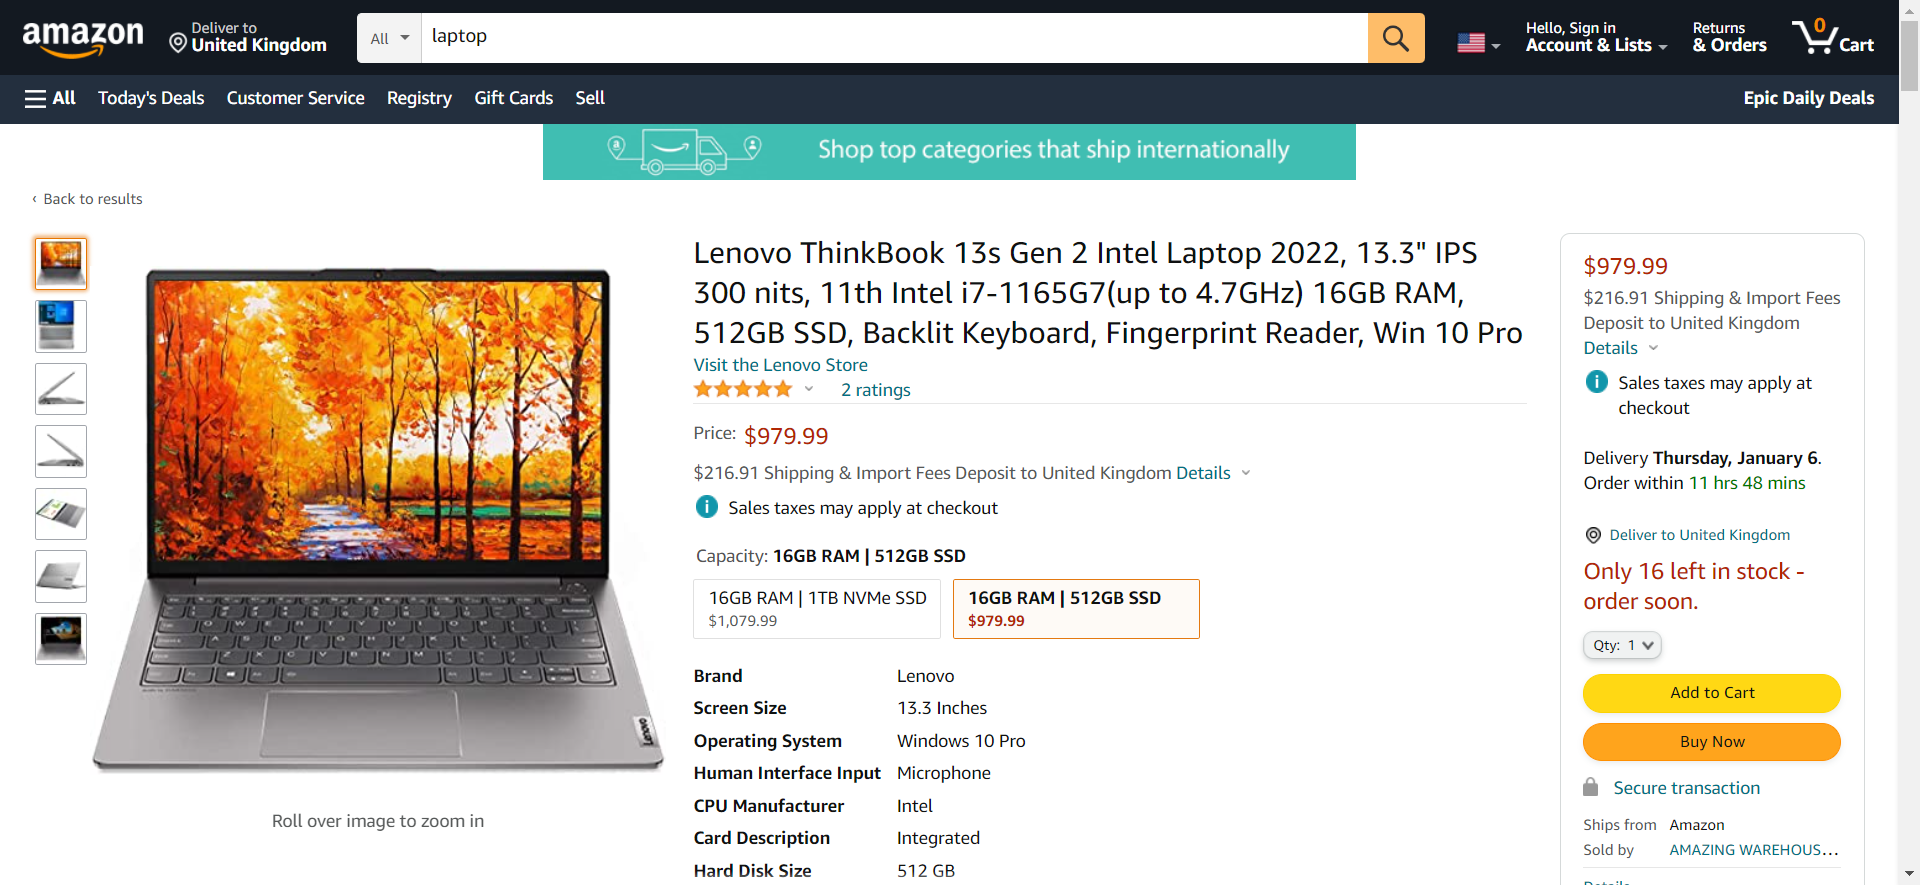 amazon
Deliver to
United Kingdom
All
laptop
Hello, Sign in
Account & Lists
Returns
& Orders
0
Cart
All
Today's Deals
Customer Service
Registry
Gift Cards
Sell
Epic Daily Deals
Shop top categories that ship internationally
‹ Back to results
Lenovo ThinkBook 13s Gen 2 Intel Laptop 2022, 13.3" IPS
300 nits, 11th Intel i7-1165G7(up to 4.7GHz) 16GB RAM,
512GB SSD, Backlit Keyboard, Fingerprint Reader, Win 10 Pro
Visit the Lenovo Store
2 ratings
Price: $979.99
$216.91 Shipping & Import Fees Deposit to United Kingdom Details
Sales taxes may apply at checkout
Capacity: 16GB RAM | 512GB SSD
16GB RAM | 1TB NVMe SSD
$1,079.99
16GB RAM | 512GB SSD
$979.99
Brand Lenovo
Screen Size 13.3 Inches
Operating System Windows 10 Pro
Human Interface Input Microphone
CPU Manufacturer Intel
Card Description Integrated
Hard Disk Size 512 GB
Lenovo
Roll over image to zoom in
$979.99
$216.91 Shipping & Import Fees
Deposit to United Kingdom
Details
Sales taxes may apply at
checkout
Delivery Thursday, January 6.
Order within 11 hrs 48 mins
Deliver to United Kingdom
Only 16 left in stock -
order soon.
Qty: 1
Add to Cart
Buy Now
Secure transaction
Ships from Amazon
Sold by AMAZING WAREHOUS...